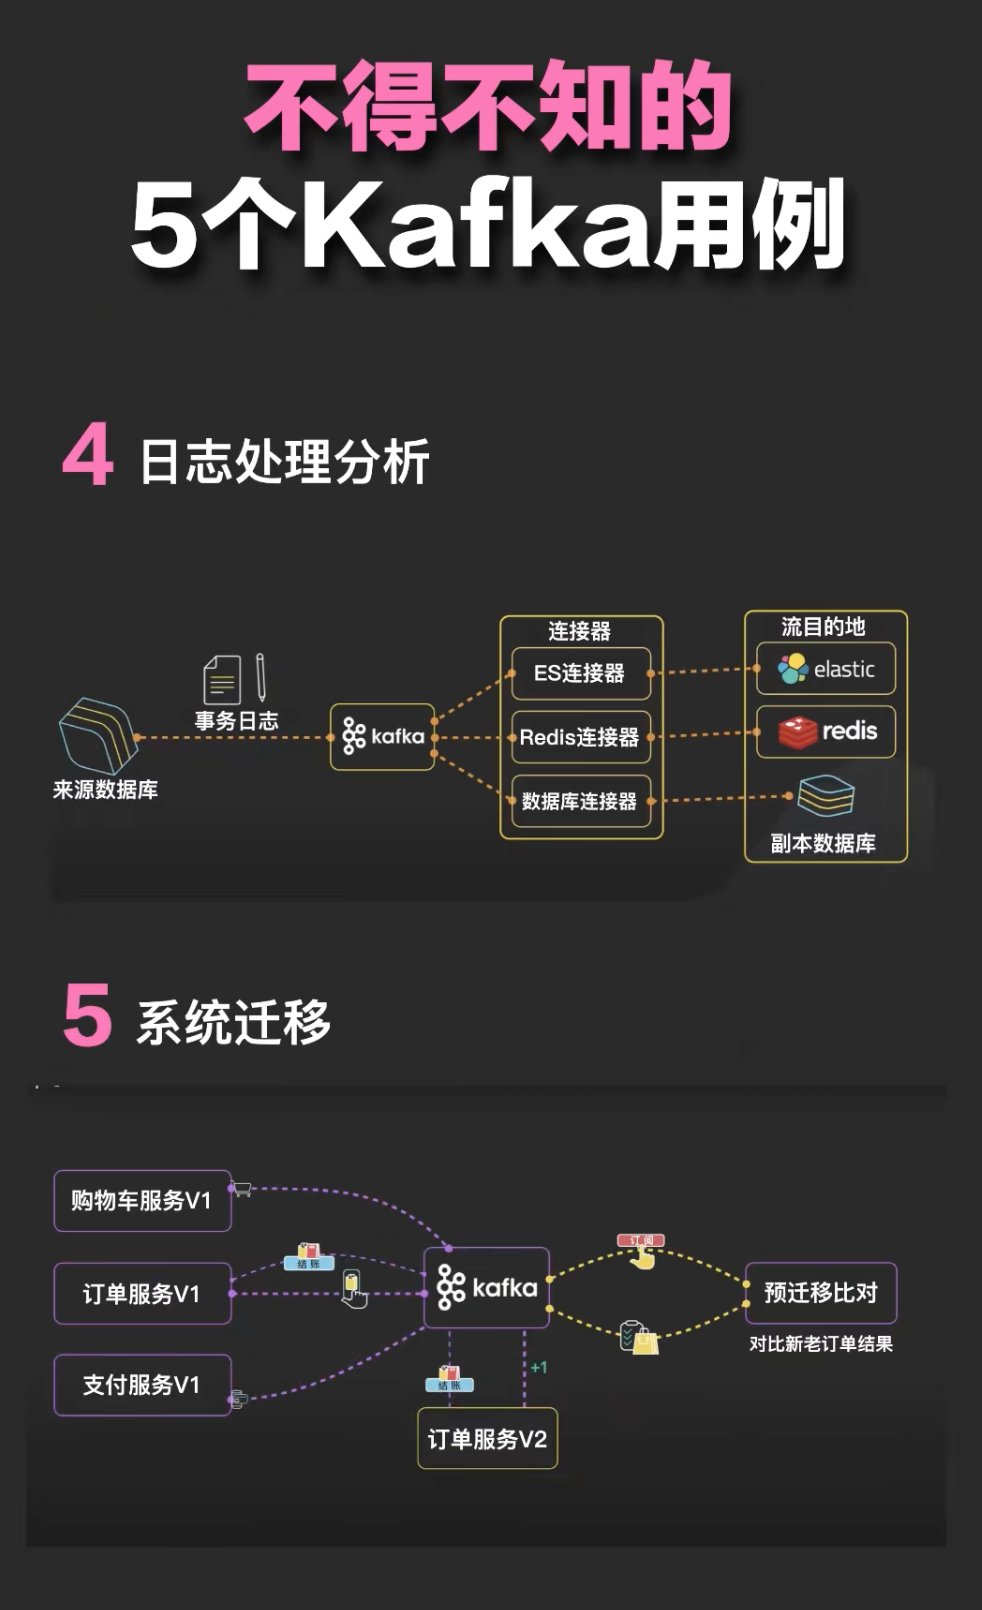 不得不知的
5个Kafka用例
4 日志处理分析
来源数据库
事务日志
kafka
连接器
ES连接器
Redis连接器
数据库连接器
流目的地
elastic
redis
副本数据库
5 系统迁移
购物车服务V1
订单服务V1
支付服务V1
结账
kafka
结账
+1
订单服务V2
订阅
预迁移比对
对比新老订单结果